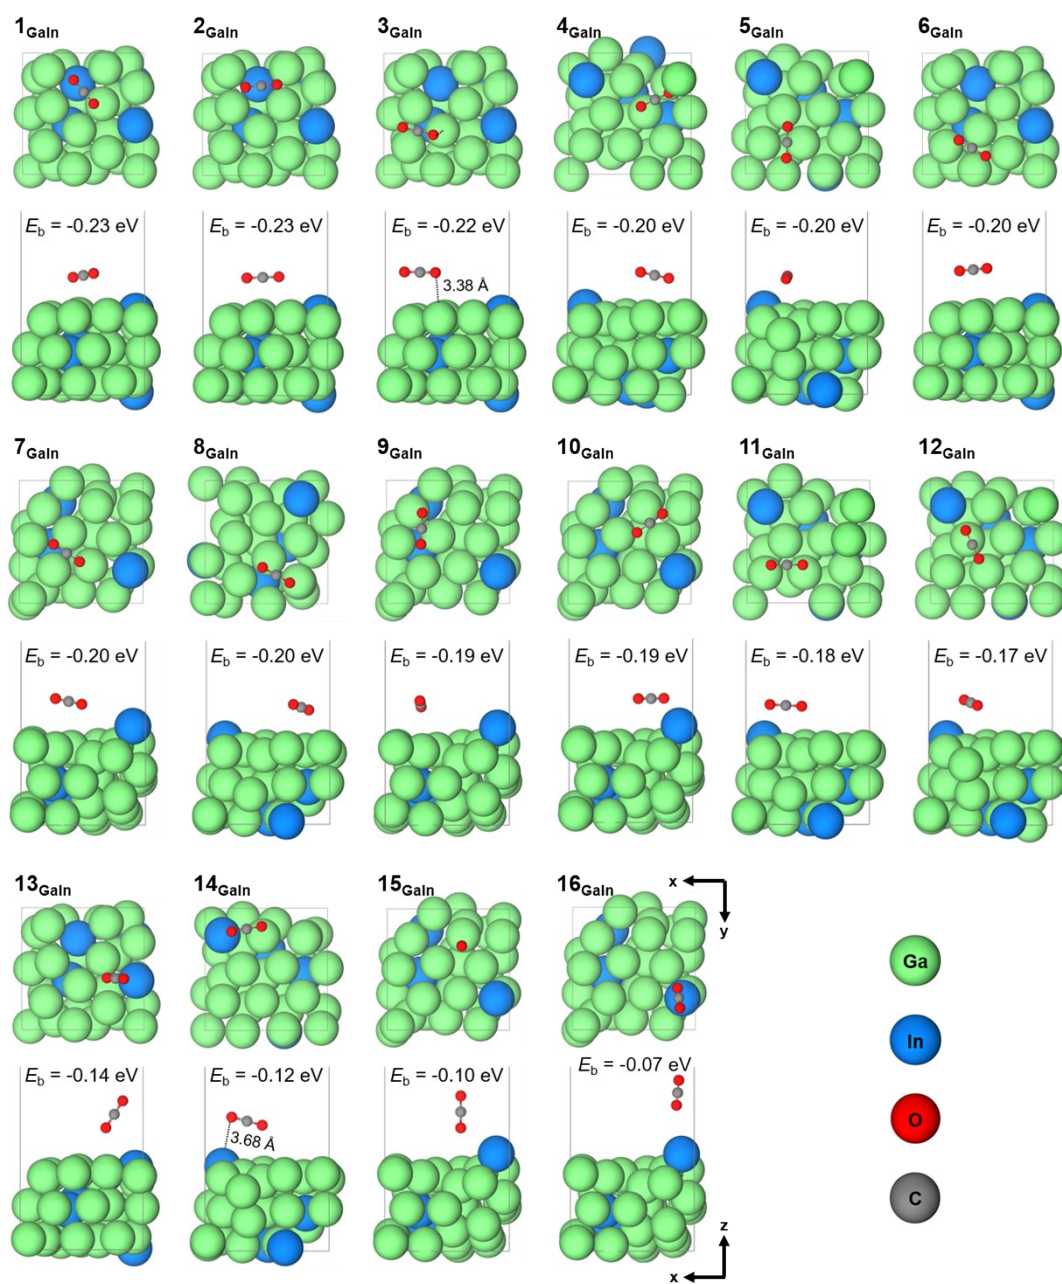 1GaIn 2GaIn 3GaIn 4GaIn 5GaIn 6GaIn
Eb = -0.23 eV Eb = -0.23 eV Eb = -0.22 eV Eb = -0.20 eV Eb = -0.20 eV Eb = -0.20 eV
3.38 Å
7GaIn 8GaIn 9GaIn 10GaIn 11GaIn 12GaIn
Eb = -0.20 eV Eb = -0.20 eV Eb = -0.19 eV Eb = -0.19 eV Eb = -0.18 eV Eb = -0.17 eV
13GaIn 14GaIn 15GaIn 16GaIn
x
y
Ga
In
O
C
Eb = -0.14 eV Eb = -0.12 eV Eb = -0.10 eV Eb = -0.07 eV
3.68 Å
z
x